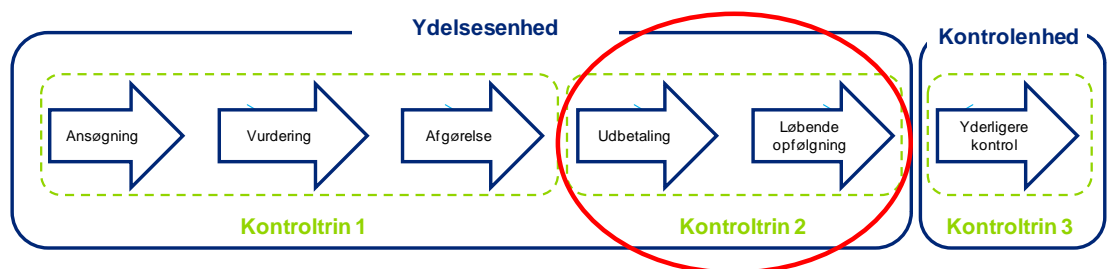 Ydelsesenhed
Kontrolenhed
Ansøgning
Vurdering
Afgørelse
Udbetaling
Løbende
opfølgning
Yderligere
kontrol
Kontroltrin 1
Kontroltrin 2
Kontroltrin 3